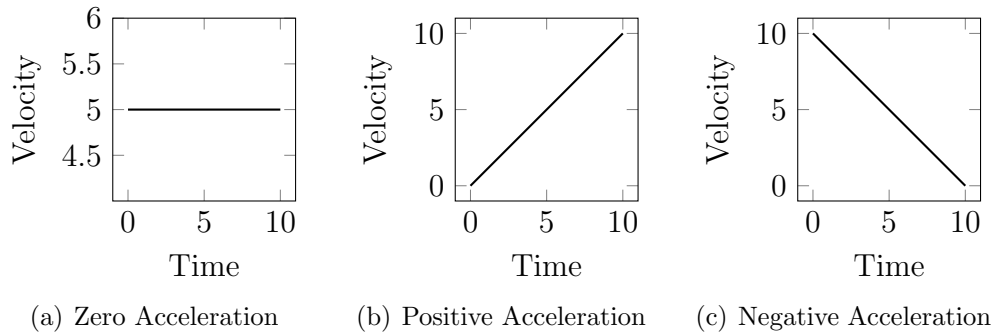 6
5.5
5
4.5
Velocity
0 5 10
Time
(a) Zero Acceleration
10
5
0
Velocity
0 5 10
Time
(b) Positive Acceleration
10
5
0
Velocity
0 5 10
Time
(c) Negative Acceleration